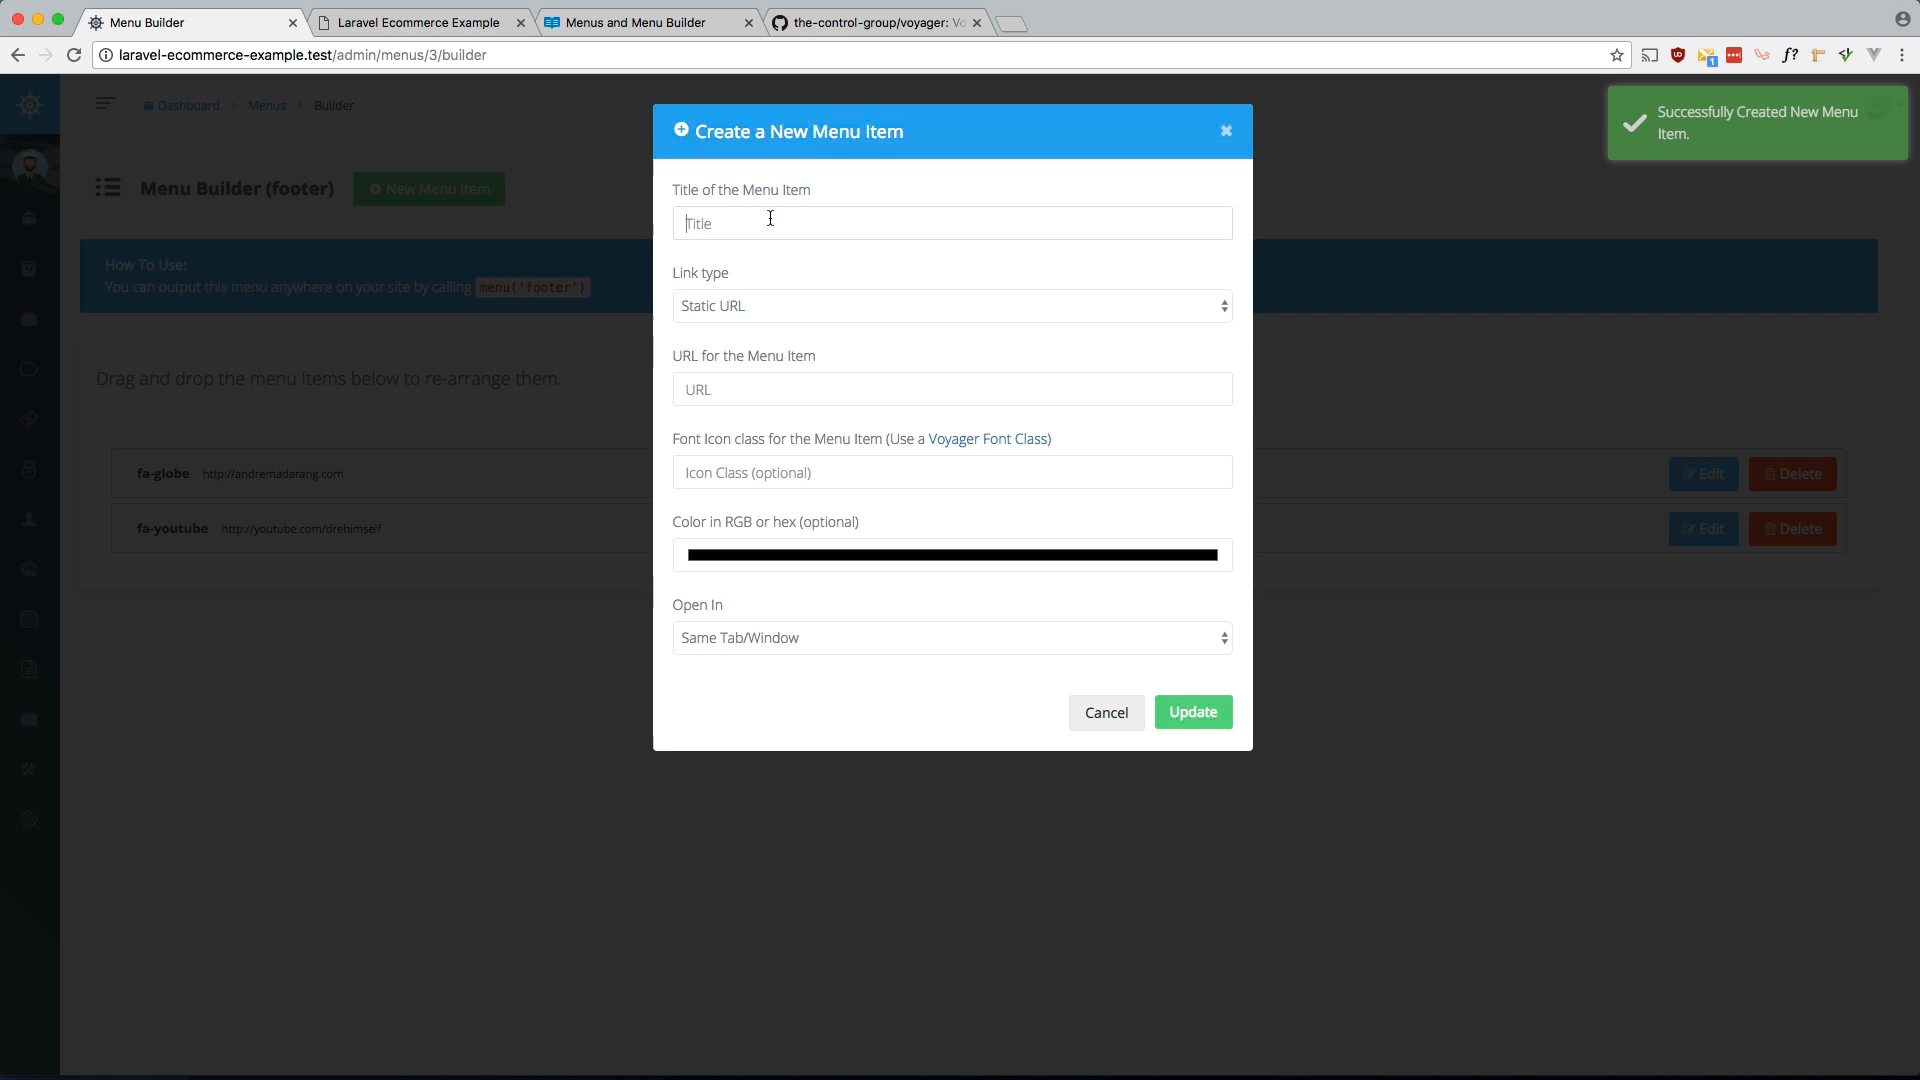 Menu Builder
Laravel Ecommerce Example
Menus and Menu Builder
the-control-group/voyager: Vo
laravel-ecommerce-example.test/admin/menus/3/builder
1
f?
Dashboard
Menus
Builder
Successfully Created New Menu
Item.
Menu Builder (footer)
New Menu Item
How To Use:
You can output this menu anywhere on your site by calling menu('footer')
Drag and drop the menu Items below to re-arrange them.
fa-globe http://andremadarang.com
Edit
Delete
fa-youtube http://youtube.com/drehimself
Edit
Delete
Create a New Menu Item
Title of the Menu Item
Title
Link type
Static URL
URL for the Menu Item
URL
Font Icon class for the Menu Item (Use a Voyager Font Class)
Icon Class (optional)
Color in RGB or hex (optional)
Open In
Same Tab/Window
Cancel
Update